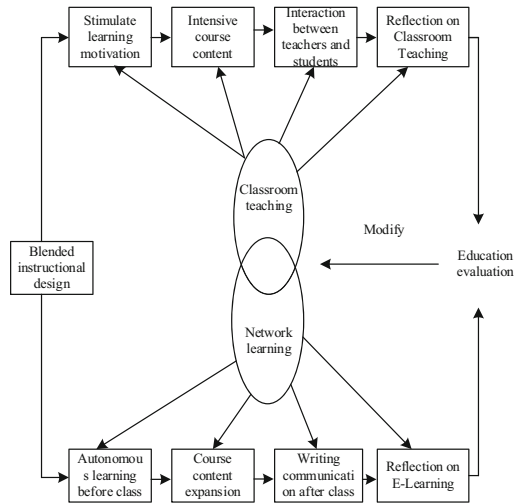 Stimulate
learning
motivation
Intensive
course
content
Interaction
between
teachers and
students
Reflection on
Classroom
Teaching
Classroom
teaching
Modify
Blended
instructional
design
Education
evaluation
Network
learning
Autonomou
s learning
before class
Course
content
expansion
Writing
communicati
on after class
Reflection on
E-Learning